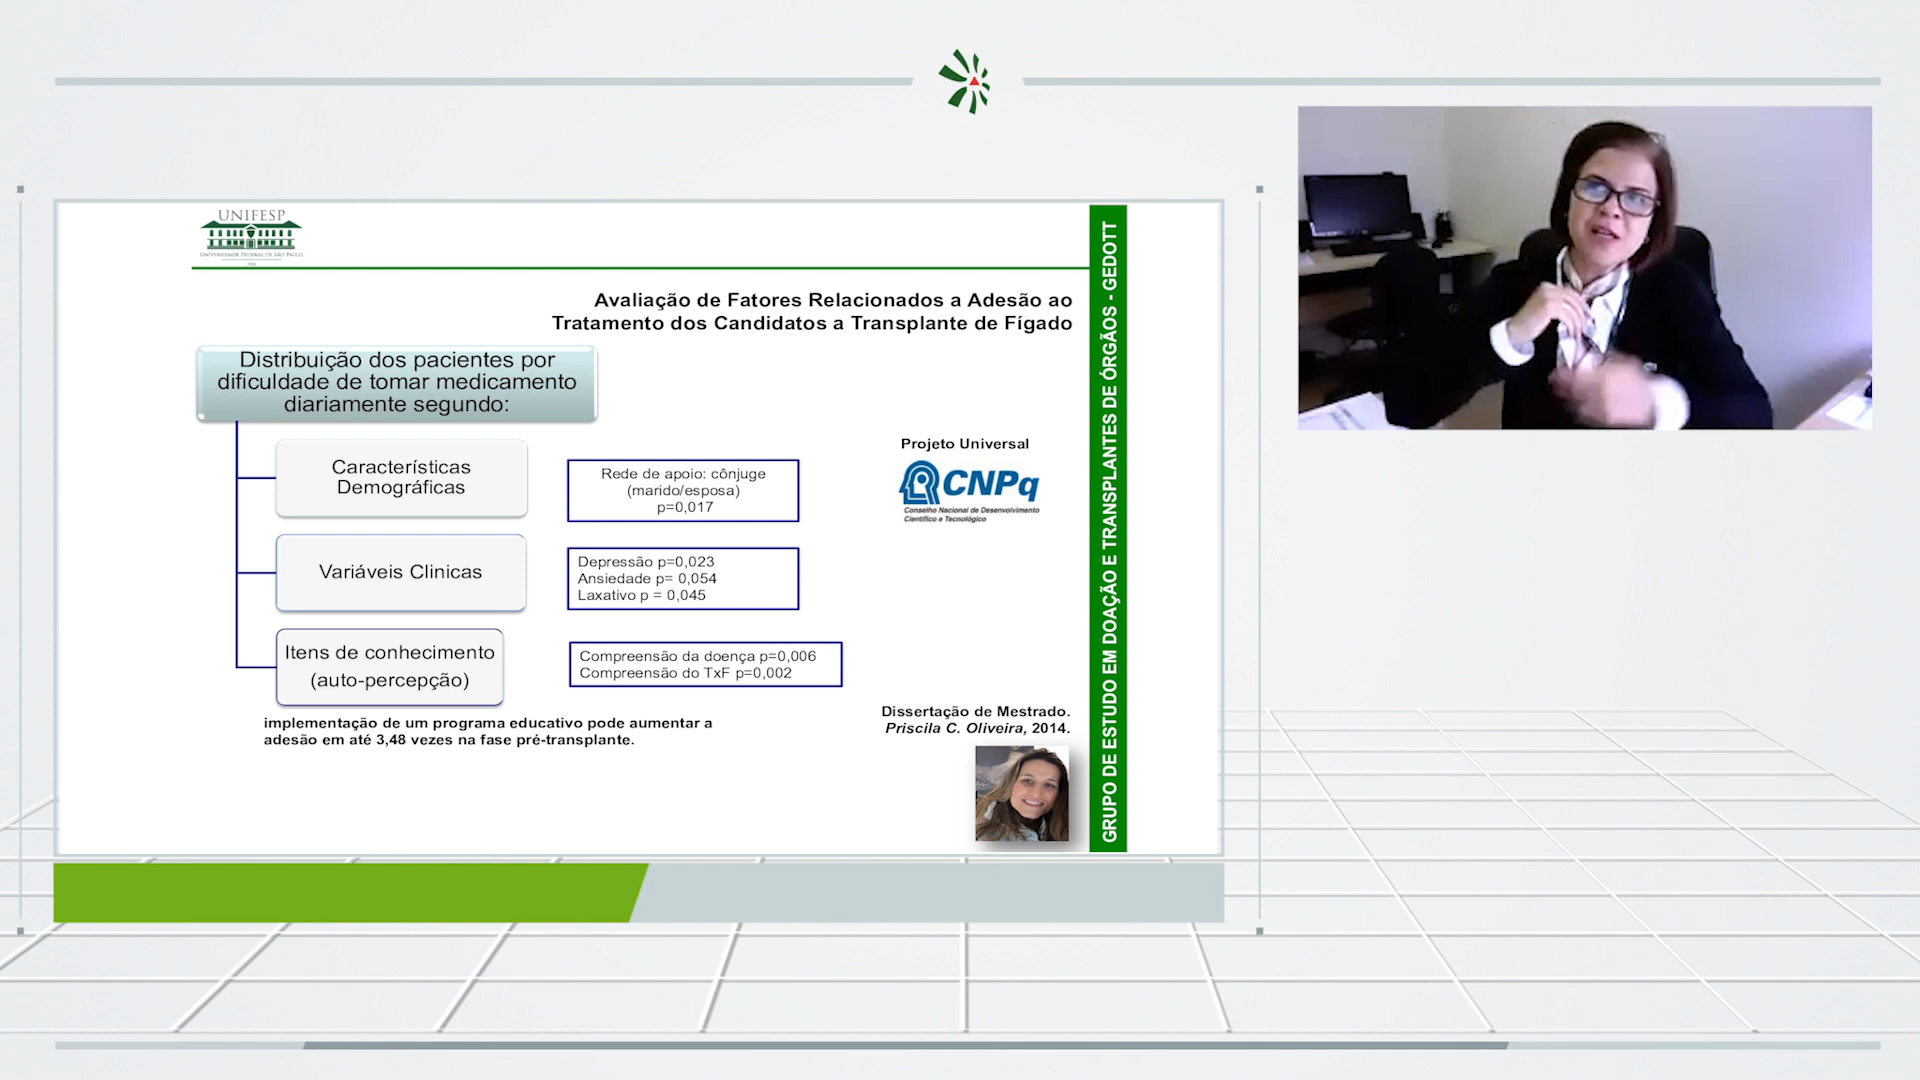 UNIFESP
UNIVERSIDADE FEDERAL DE SÃO PAULO
Avaliação de Fatores Relacionados a Adesão ao
Tratamento dos Candidatos a Transplante de Fígado
Distribuição dos pacientes por
dificuldade de tomar medicamento
diariamente segundo:
Características
Demográficas
Rede de apoio: cônjuge
(marido/esposa)
p=0,017
Projeto Universal
CNPq
Conselho Nacional de Desenvolvimento
Científico e Tecnológico
Variáveis Clinicas
Depressão p=0,023
Ansiedade p= 0,054
Laxativo p = 0,045
Itens de conhecimento
(auto-percepção)
Compreensão da doença p=0,006
Compreensão do TxF p=0,002
implementação de um programa educativo pode aumentar a
adesão em até 3,48 vezes na fase pré-transplante.
Dissertação de Mestrado.
Priscila C. Oliveira, 2014.
GRUPO DE ESTUDO EM DOAÇÃO E TRANSPLANTES DE ÓRGÃOS - GEDOTT